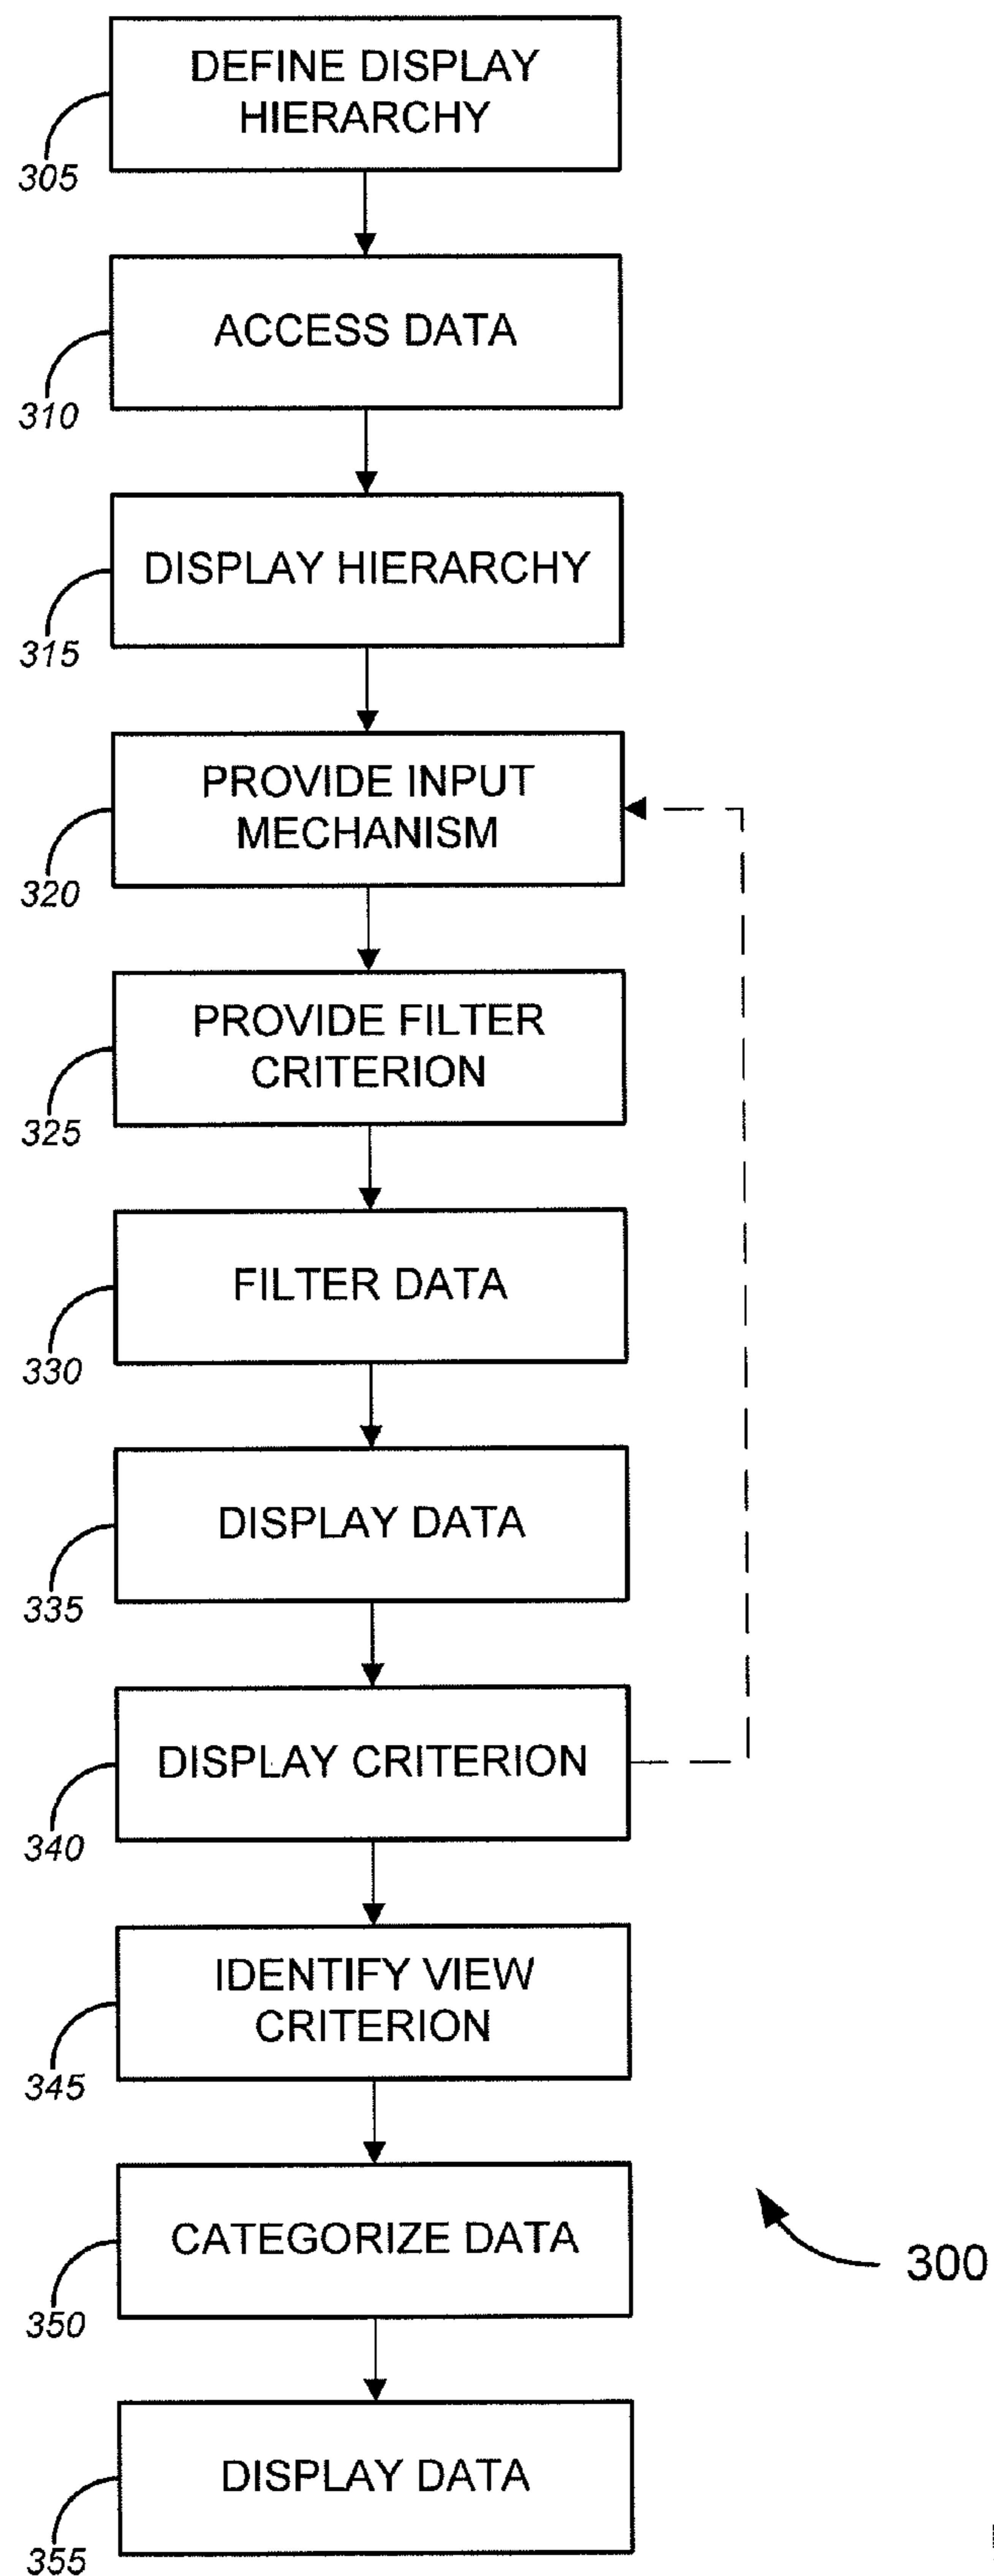 DEFINE DISPLAY
HIERARCHY
305
ACCESS DATA
310
DISPLAY HIERARCHY
315
PROVIDE INPUT
MECHANISM
320
PROVIDE FILTER
CRITERION
325
FILTER DATA
330
DISPLAY DATA
335
DISPLAY CRITERION
340
IDENTIFY VIEW
CRITERION
345
CATEGORIZE DATA
350
300
DISPLAY DATA
355